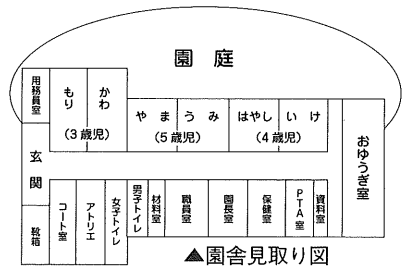 園庭
用務員室
もり
かわ
(3歳児)
やま
うみ
(5歳児)
はやし
いけ
(4歳児)
おゆうぎ室
玄関
靴箱
コート室
アトリエ
女子トイレ
男子トイレ
材料室
職員室
園長室
保健室
PTA室
資料室
▲園舎見取り図